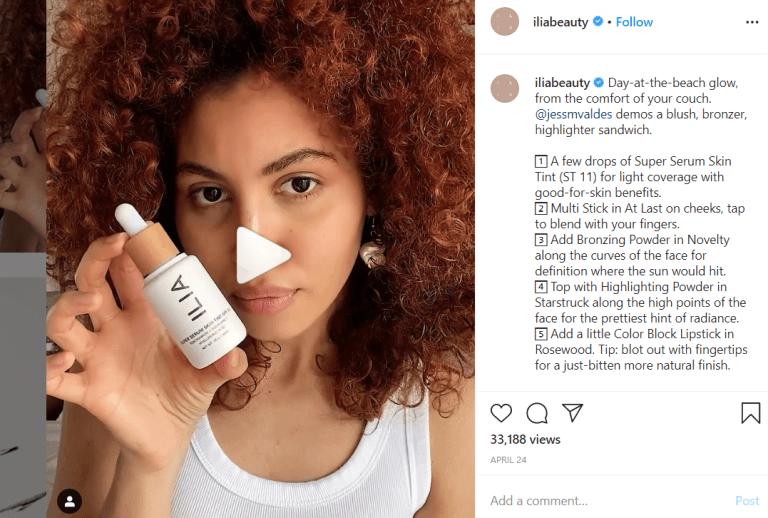 iliabeauty • Follow
iliabeauty Day-at-the-beach glow,
from the comfort of your couch.
@jessmvaldes demos a blush, bronzer,
highlighter sandwich.
1 A few drops of Super Serum Skin
Tint (ST 11) for light coverage with
good-for-skin benefits.
2 Multi Stick in At Last on cheeks, tap
to blend with your fingers.
3 Add Bronzing Powder in Novelty
along the curves of the face for
definition where the sun would hit.
4 Top with Highlighting Powder in
Starstruck along the high points of the
face for the prettiest hint of radiance.
5 Add a little Color Block Lipstick in
Rosewood. Tip: blot out with fingertips
for a just-bitten more natural finish.
33,188 views
APRIL 24
Add a comment... Post
ILIA
SUPER SERUM SKIN TINT